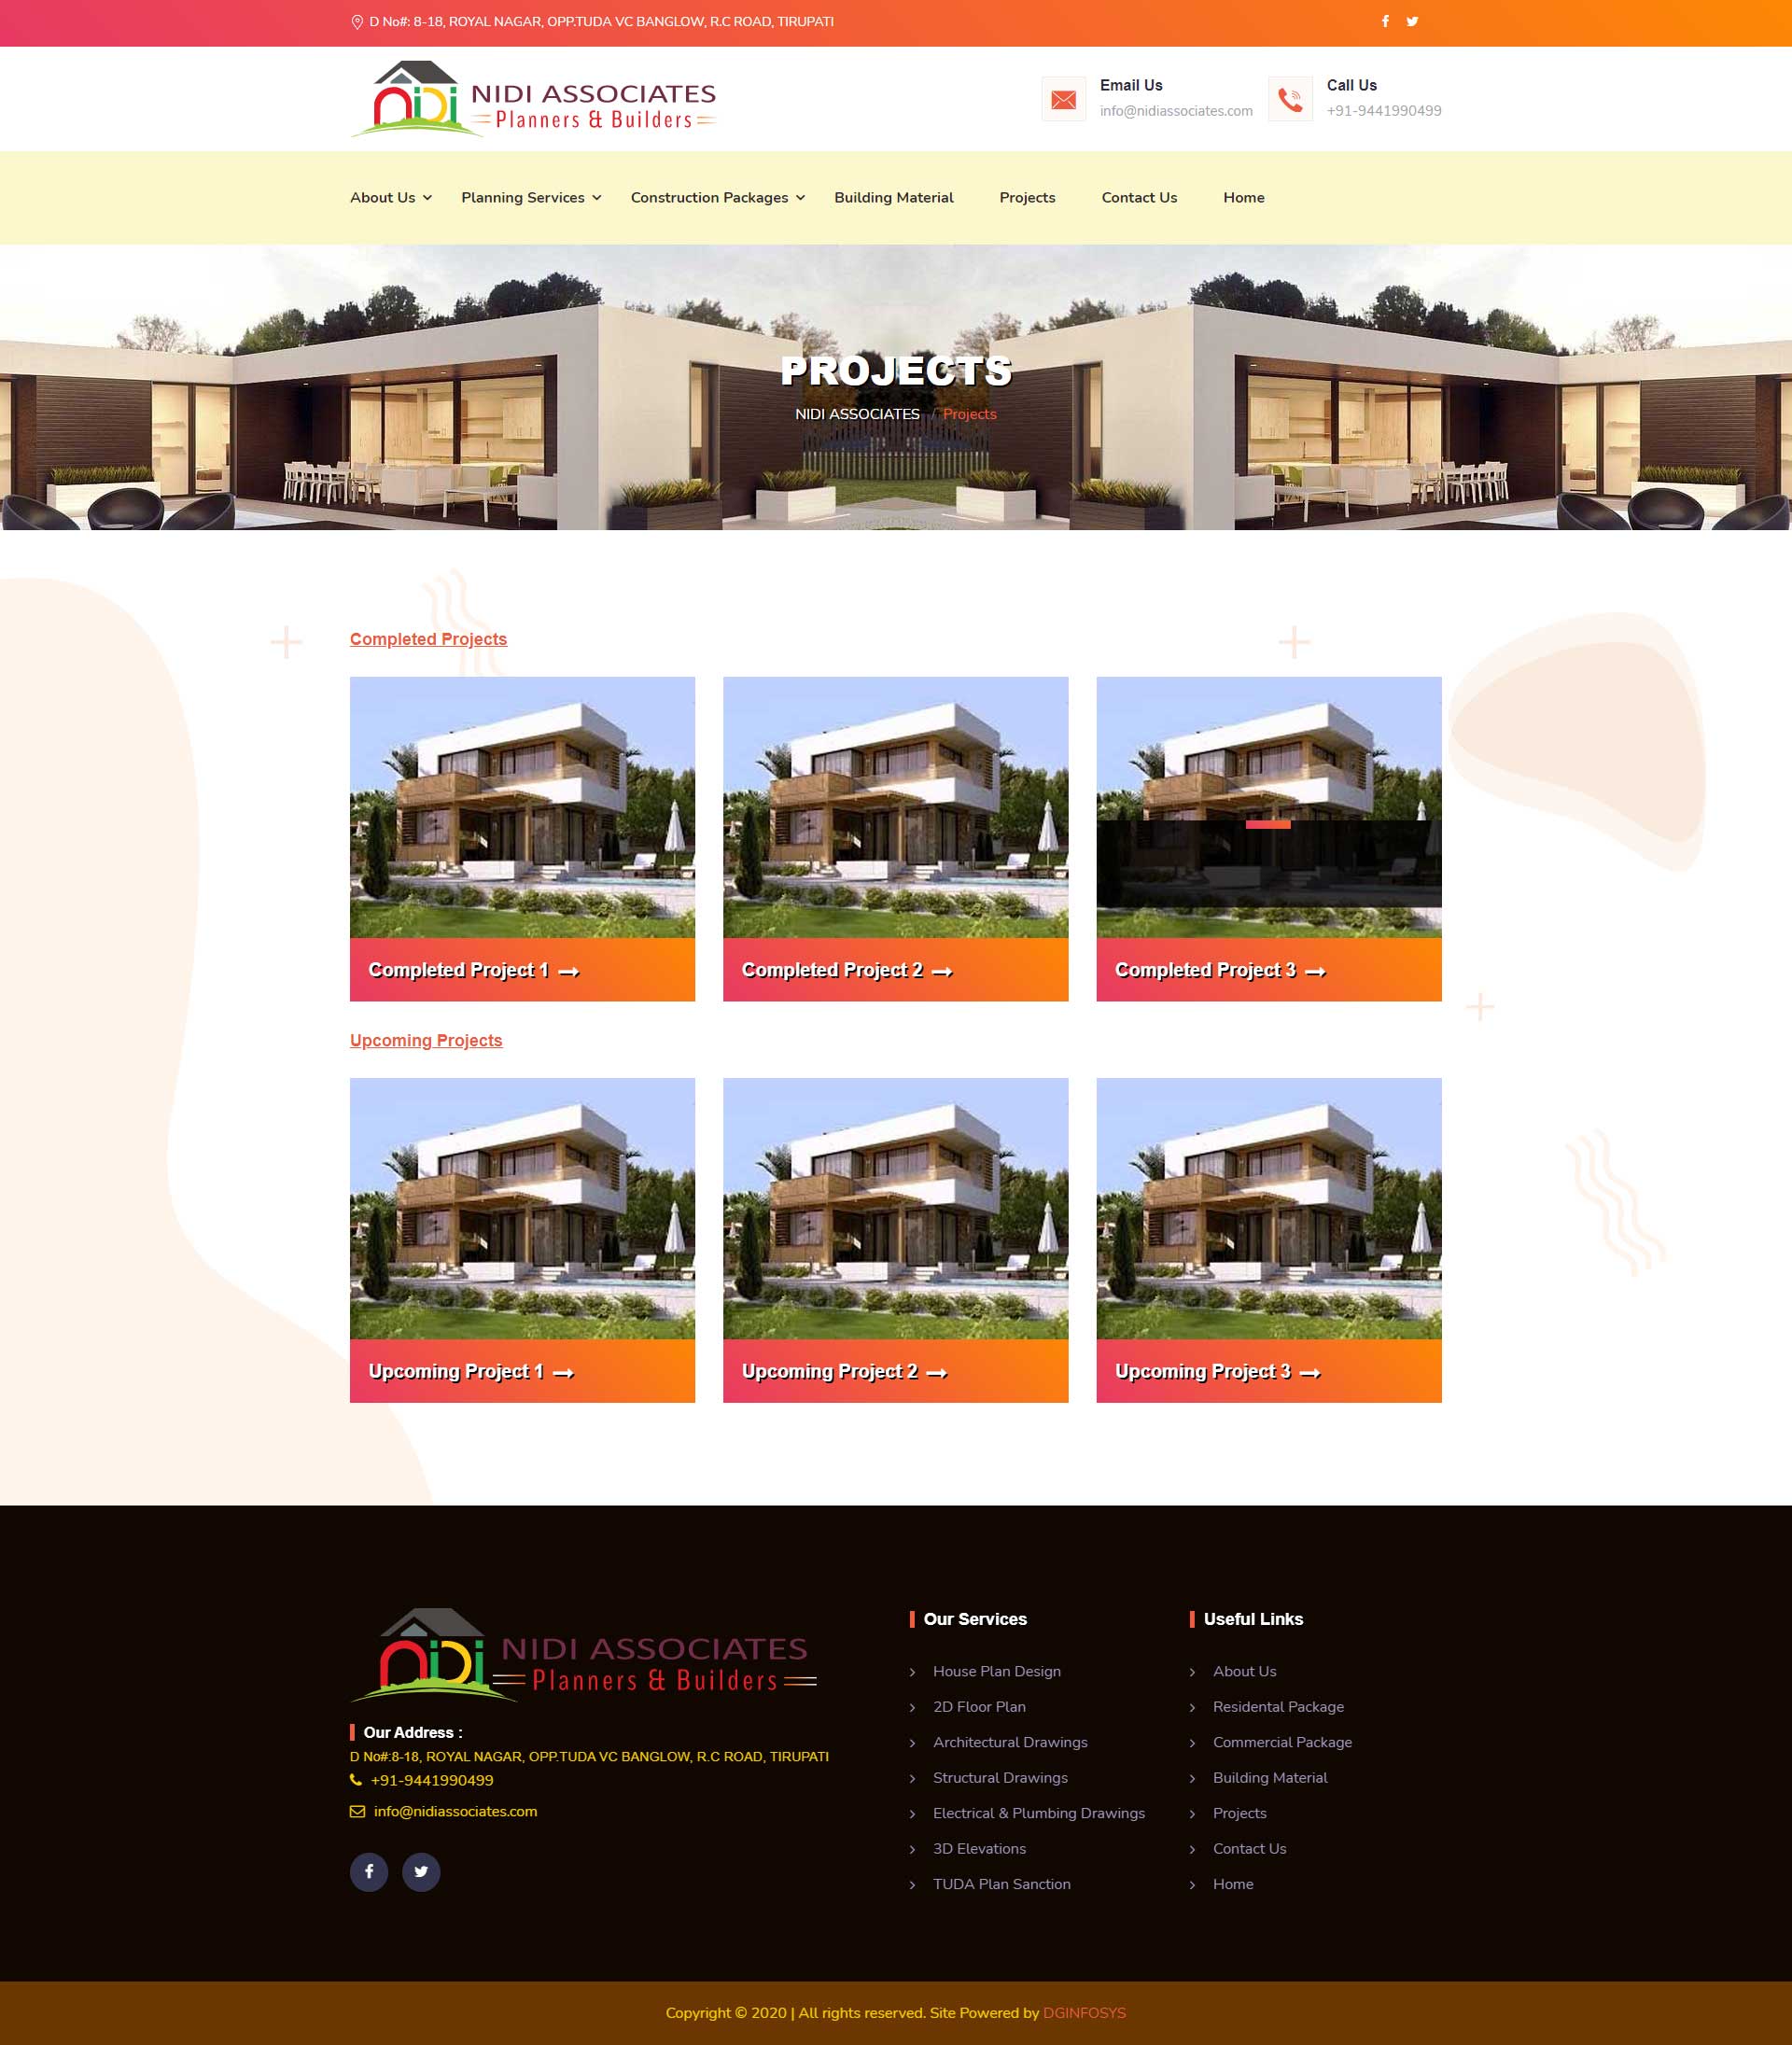 D No#: 8-18, ROYAL NAGAR, OPP.TUDA VC BANGLOW, R.C ROAD, TIRUPATI
NIDI
NIDI ASSOCIATES
Planners & Builders
Email Us
info@nidiassociates.com
Call Us
+91-9441990499
About Us
Planning Services
Construction Packages
Building Material
Projects
Contact Us
Home
PROJECTS
NIDI ASSOCIATES / Projects
Completed Projects
Completed Project 1
Completed Project 2
Completed Project 3
Upcoming Projects
Upcoming Project 1
Upcoming Project 2
Upcoming Project 3
NIDI
NIDI ASSOCIATES
Planners & Builders
Our Address :
D No#:8-18, ROYAL NAGAR, OPP.TUDA VC BANGLOW, R.C ROAD, TIRUPATI
+91-9441990499
info@nidiassociates.com
Our Services
House Plan Design
2D Floor Plan
Architectural Drawings
Structural Drawings
Electrical & Plumbing Drawings
3D Elevations
TUDA Plan Sanction
Useful Links
About Us
Residental Package
Commercial Package
Building Material
Projects
Contact Us
Home
Copyright © 2020 | All rights reserved. Site Powered by DGINFOSYS